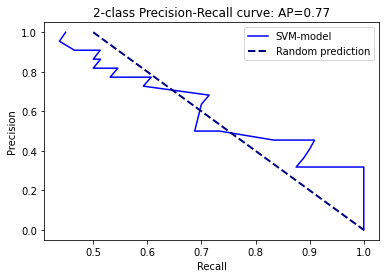 2-class Precision-Recall curve: AP=0.77
SVM-model
Random prediction
Precision
1.0
0.8
0.6
0.4
0.2
0.0
0.5
0.6
0.7
0.8
0.9
1.0
Recall